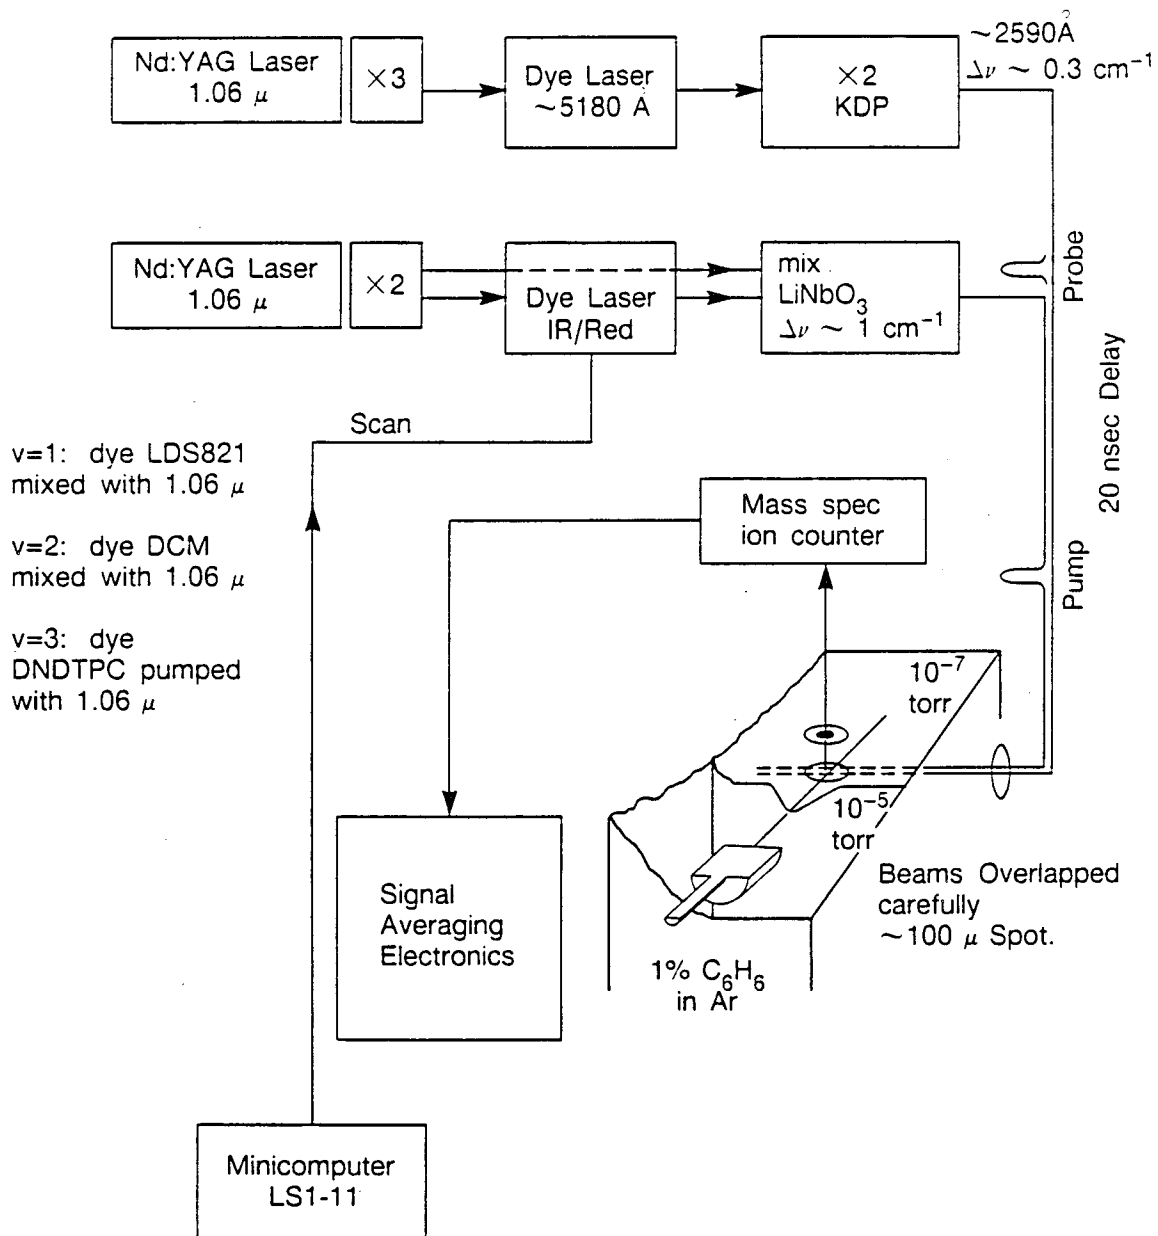 Nd:YAG Laser
1.06 μ
×3
Dye Laser
~5180 Å
×2
KDP
~2590Å
Δν ~ 0.3 cm⁻¹
Nd:YAG Laser
1.06 μ
×2
Dye Laser
IR/Red
mix
LiNbO₃
Δν ~ 1 cm⁻¹
Probe
20 nsec Delay
Pump
Scan
v=1: dye LDS821
mixed with 1.06 μ
v=2: dye DCM
mixed with 1.06 μ
v=3: dye
DNDTPC pumped
with 1.06 μ
Mass spec
ion counter
10⁻⁷
torr
10⁻⁵
torr
Beams Overlapped
carefully
~100 μ Spot.
Signal
Averaging
Electronics
1% C₆H₆
in Ar
Minicomputer
LS1-11